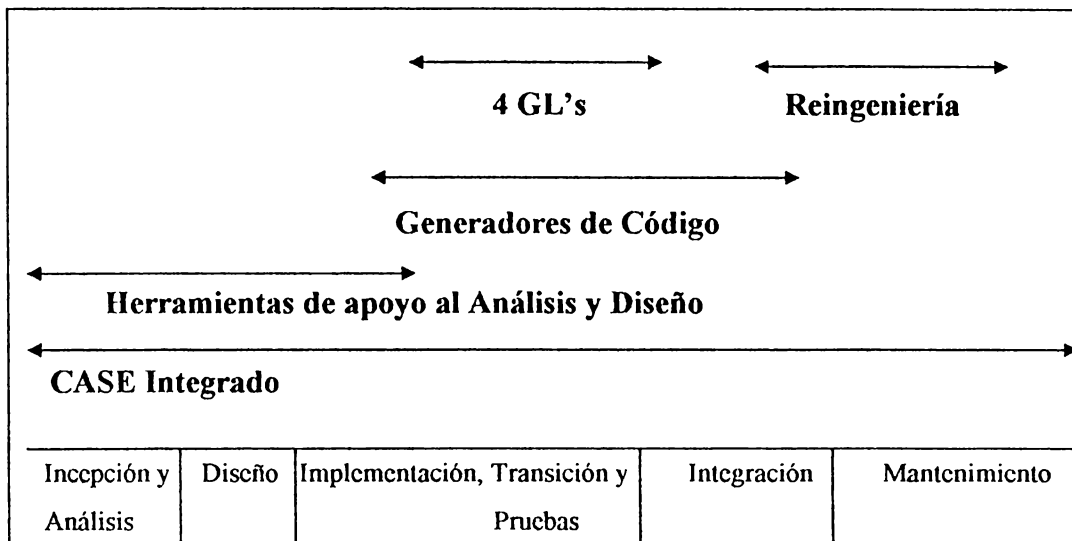 4 GL's Reingeniería
Generadores de Código
Herramientas de apoyo al Análisis y Diseño
CASE Integrado
Incepción y Diseño Implementación, Transición y Integración Mantenimiento
Análisis Pruebas